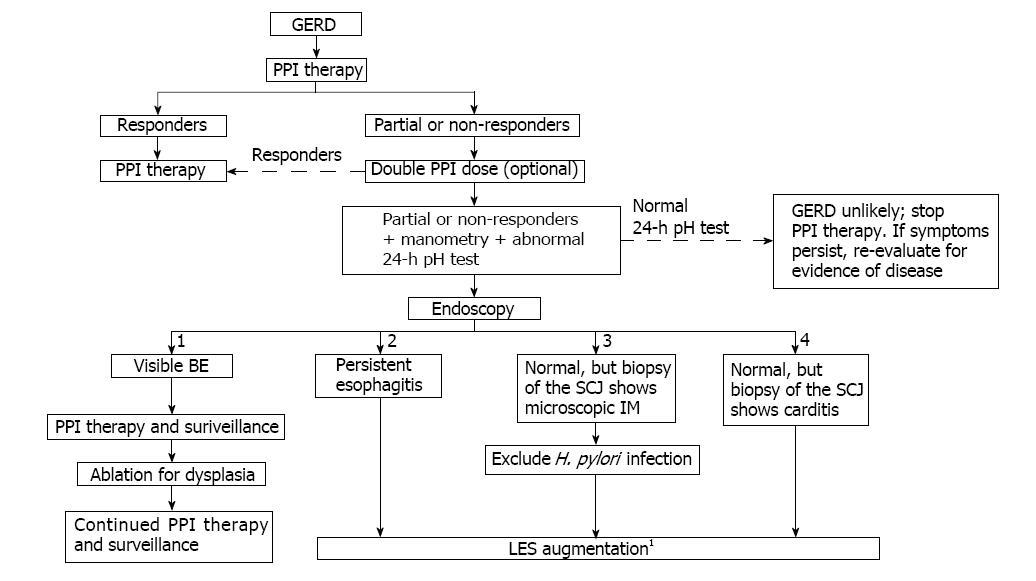 GERD
PPI therapy
Responders
Partial or non-responders
PPI therapy
Responders
Double PPI dose (optional)
Partial or non-responders
+ manometry + abnormal
24-h pH test
Normal
24-h pH test
GERD unlikely; stop
PPI therapy. If symptoms
persist, re-evaluate for
evidence of disease
Endoscopy
1
2
3
4
Visible BE
Persistent
esophagitis
Normal, but biopsy
of the SCJ shows
microscopic IM
Normal, but
biopsy of the SCJ
shows carditis
PPI therapy and suriveillance
Exclude H. pylori infection
Ablation for dysplasia
Continued PPI therapy
and surveillance
LES augmentation¹